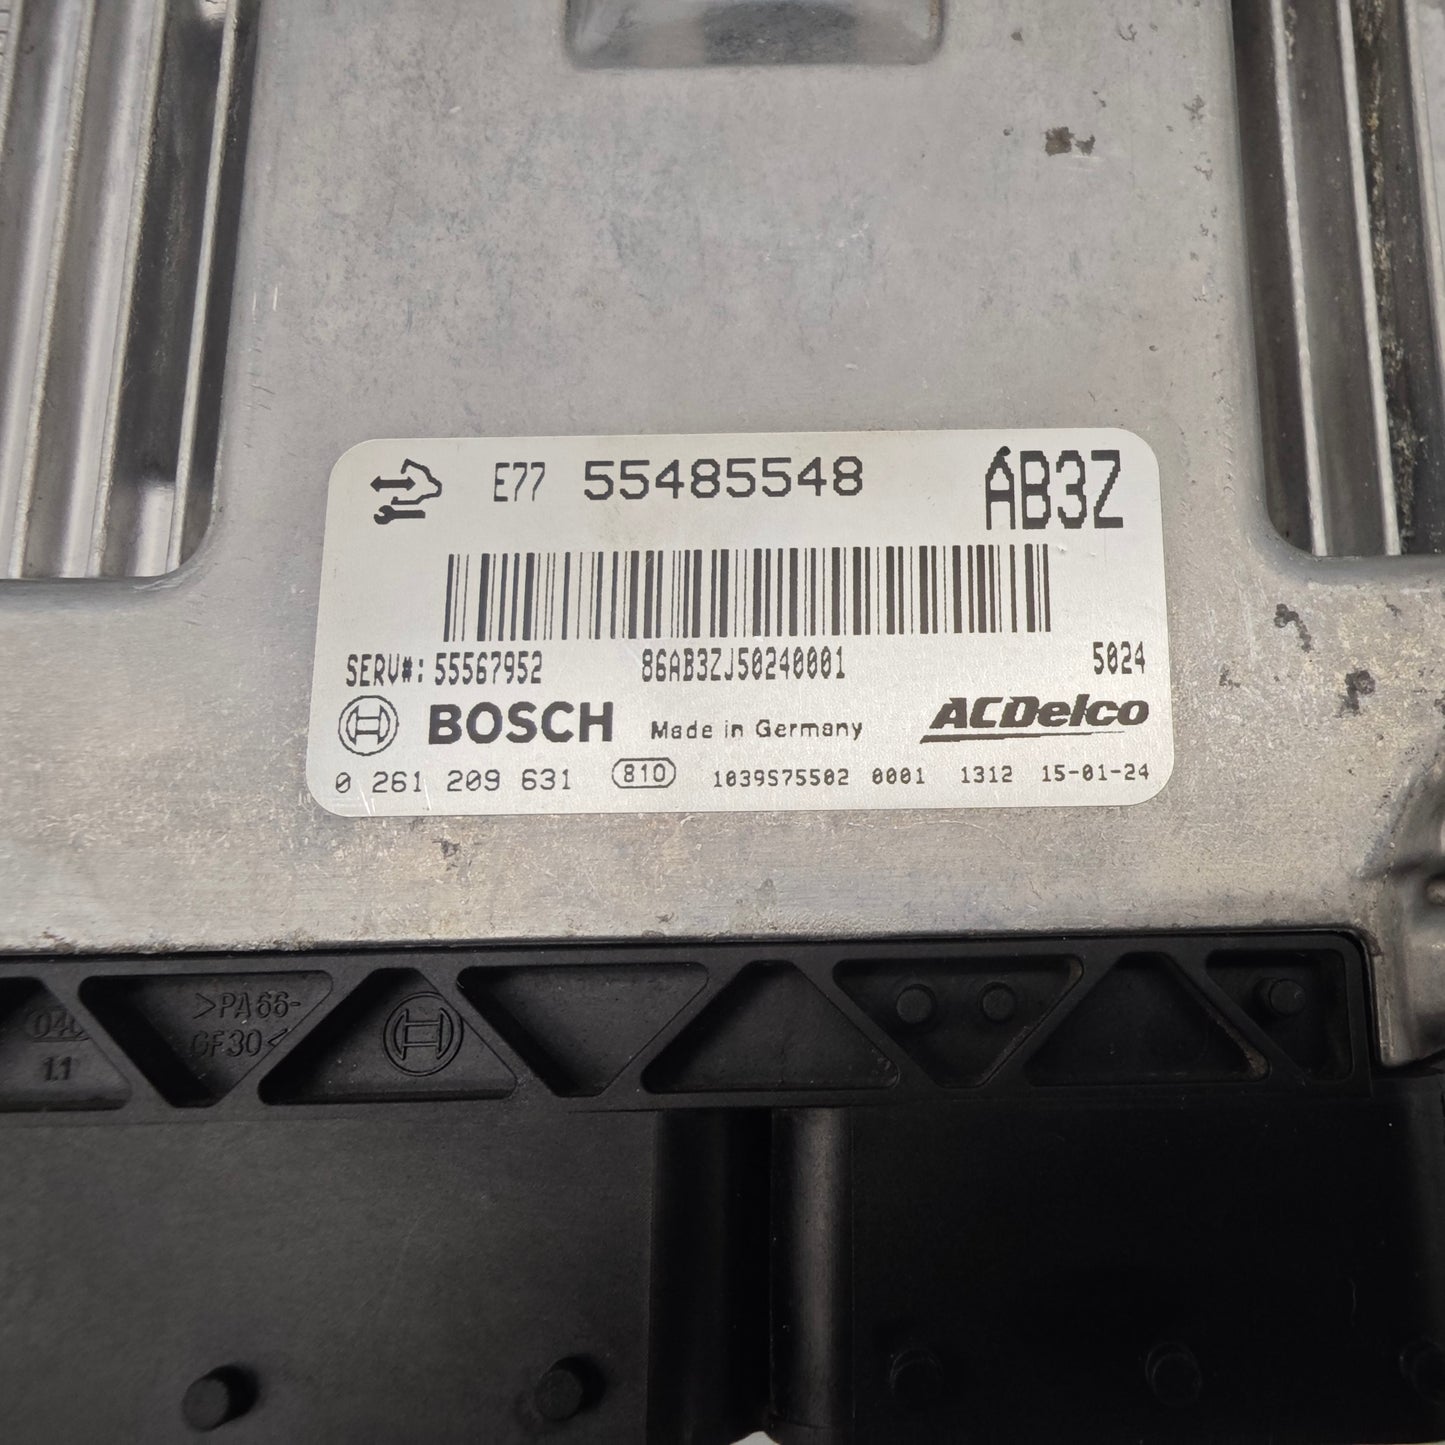 E77 55485548 AB3Z
SERV#: 55567952 86AB3ZJ50240001 5024
BOSCH Made in Germany ACDelco
0 261 209 631 810 1039S75502 0001 1312 15-01-24
>PA66-
GF30<
1.1